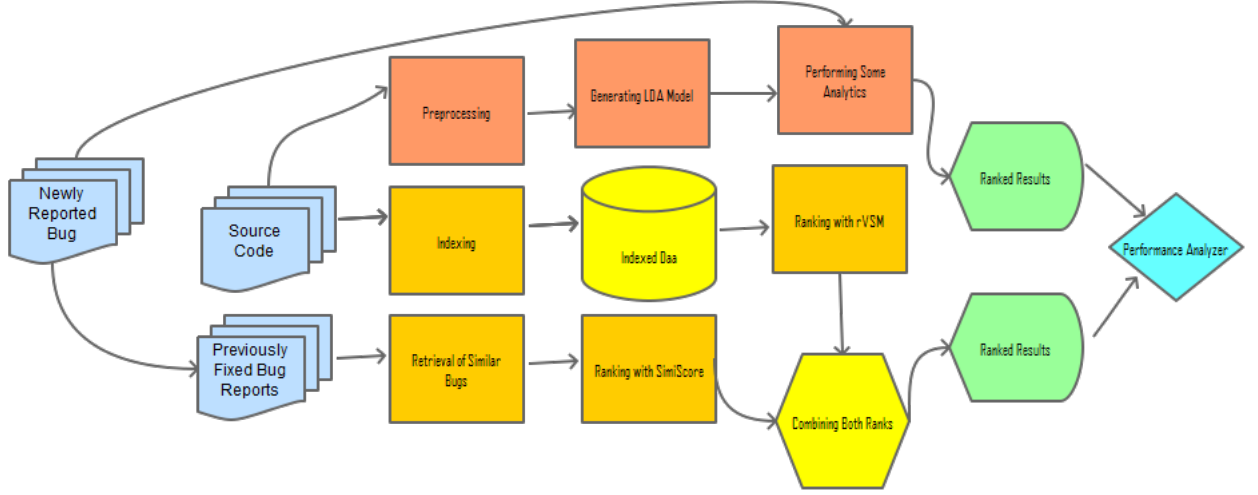 Performing Some
Analytics
Generating LDA Model
Preprocessing
Ranked Results
Newly
Reported
Bug
Source
Code
Indexing
Indexed Daa
Ranking with rVSM
Performance Analyzer
Previously
Fixed Bug
Reports
Retrieval of Similar
Bugs
Ranking with SimiScore
Ranked Results
Combining Both Ranks